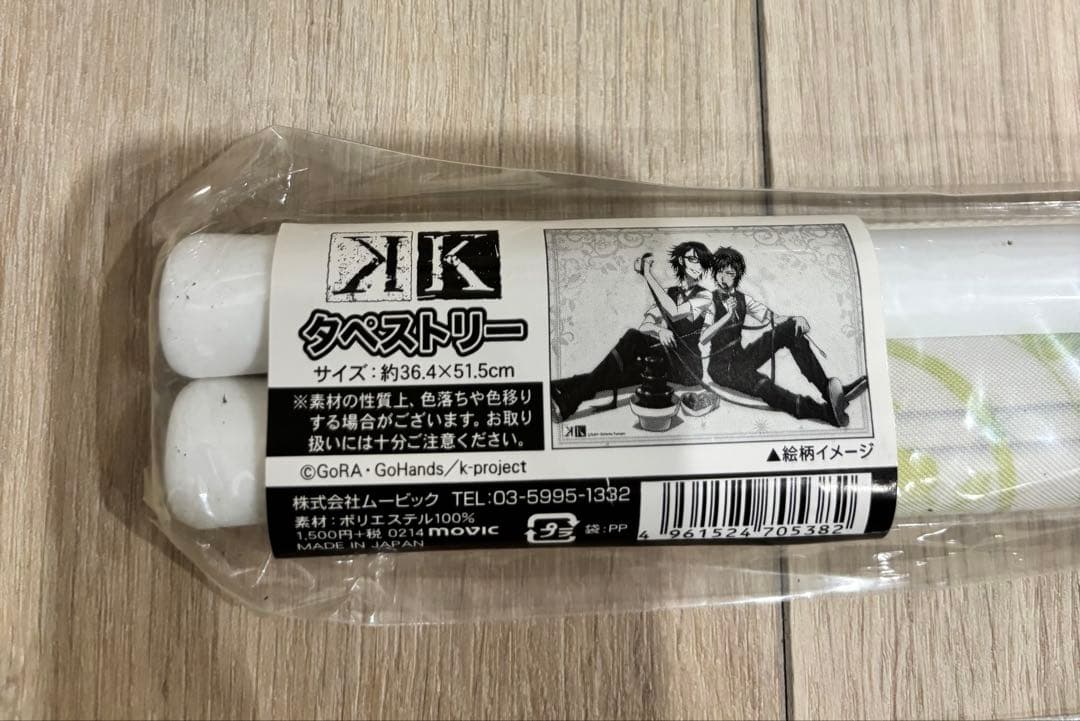 K K
タペストリー
サイズ：約36.4×51.5cm
※素材の性質上、色落ちや色移り
する場合がございます。お取り
扱いには十分ご注意ください。
©GoRA・GoHands／k-project
▲絵柄イメージ
株式会社ムービック TEL:03-5995-1332
素材：ポリエステル100%
1,500円+税 0214 movic
MADE IN JAPAN
プラ 袋:PP
4 961524 705382